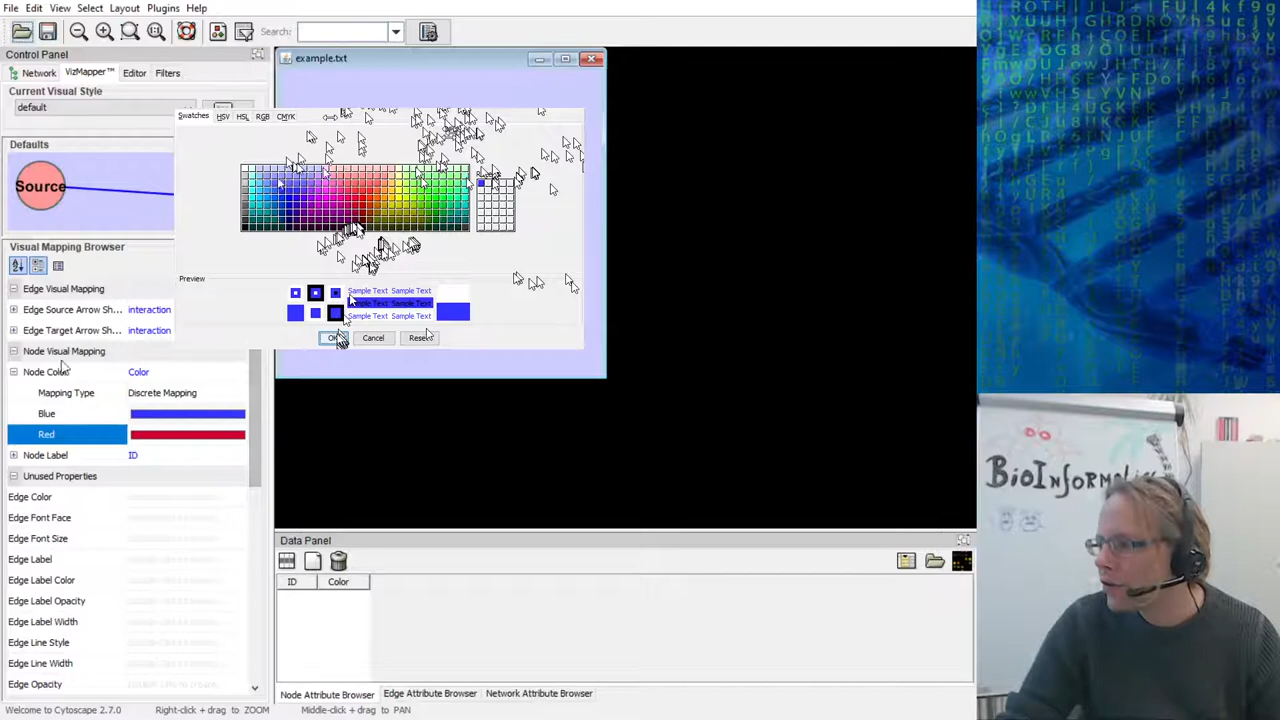 File Edit View Select Layout Plugins Help
Search:
Control Panel
example.txt
Network VizMapper™ Editor Filters
Current Visual Style
default
Swatches HSV HSL RGB CMYK
Defaults
Source
Visual Mapping Browser
Preview
Edge Visual Mapping
Edge Source Arrow Sh... interaction
Edge Target Arrow Sh... interaction
Sample Text Sample Text
Sample Text Sample Text
Sample Text Sample Text
Cancel
Node Visual Mapping
Node Color Color
Mapping Type Discrete Mapping
Blue
Red
Node Label ID
Unused Properties
Edge Color
Edge Font Face
Edge Font Size
Edge Label
Edge Label Color
Edge Label Opacity
Edge Label Width
Edge Line Style
Edge Line Width
Edge Opacity
Data Panel
ID Color
Node Attribute Browser Edge Attribute Browser Network Attribute Browser
Welcome to Cytoscape 2.7.0 Right-click + drag to ZOOM Middle-click + drag to PAN